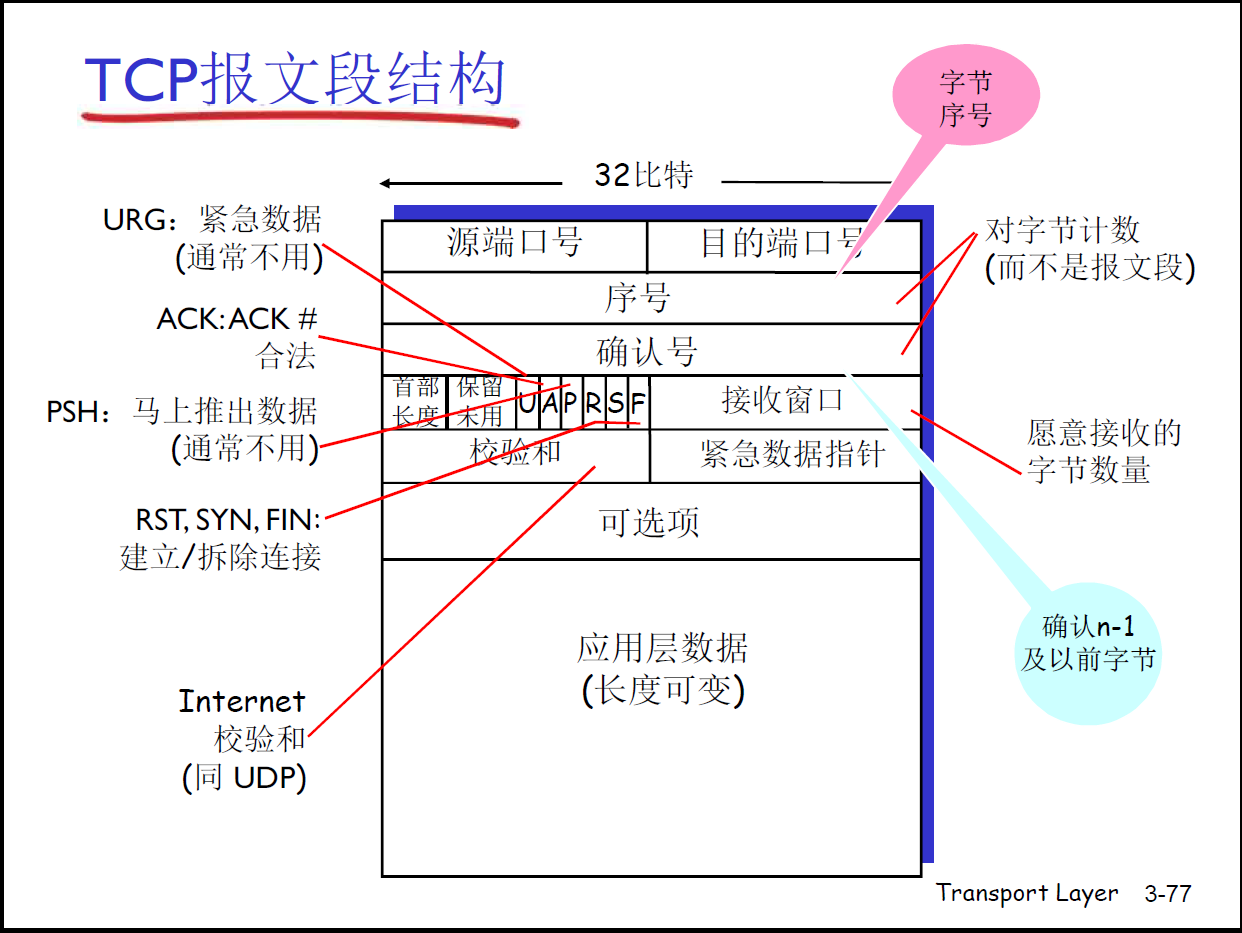 TCP报文段结构
字节
序号
32比特
URG：紧急数据
(通常不用)
源端口号
目的端口号
对字节计数
(而不是报文段)
序号
ACK:ACK #
合法
确认号
首部
长度
保留
未用
U A P R S F
接收窗口
PSH：马上推出数据
(通常不用)
愿意接收的
字节数量
校验和
紧急数据指针
RST, SYN, FIN:
建立/拆除连接
可选项
确认n-1
及以前字节
应用层数据
(长度可变)
Internet
校验和
(同 UDP)
Transport Layer 3-77